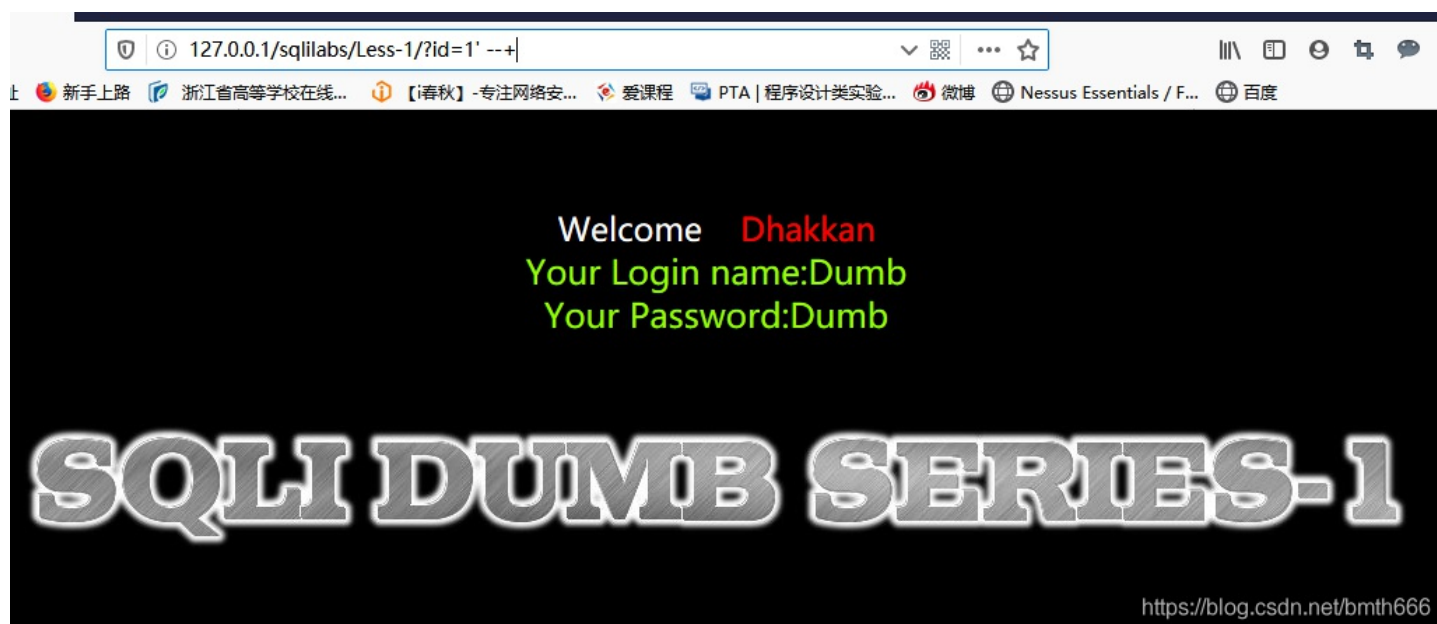 127.0.0.1/sqlilabs/Less-1/?id=1' --+
新手上路 浙江省高等学校在线... 【i春秋】-专注网络安... 爱课程 PTA | 程序设计类实验... 微博 Nessus Essentials / F... 百度
Welcome Dhakkan
Your Login name:Dumb
Your Password:Dumb
SQLI DUMB SERIES-1
https://blog.csdn.net/bmth666